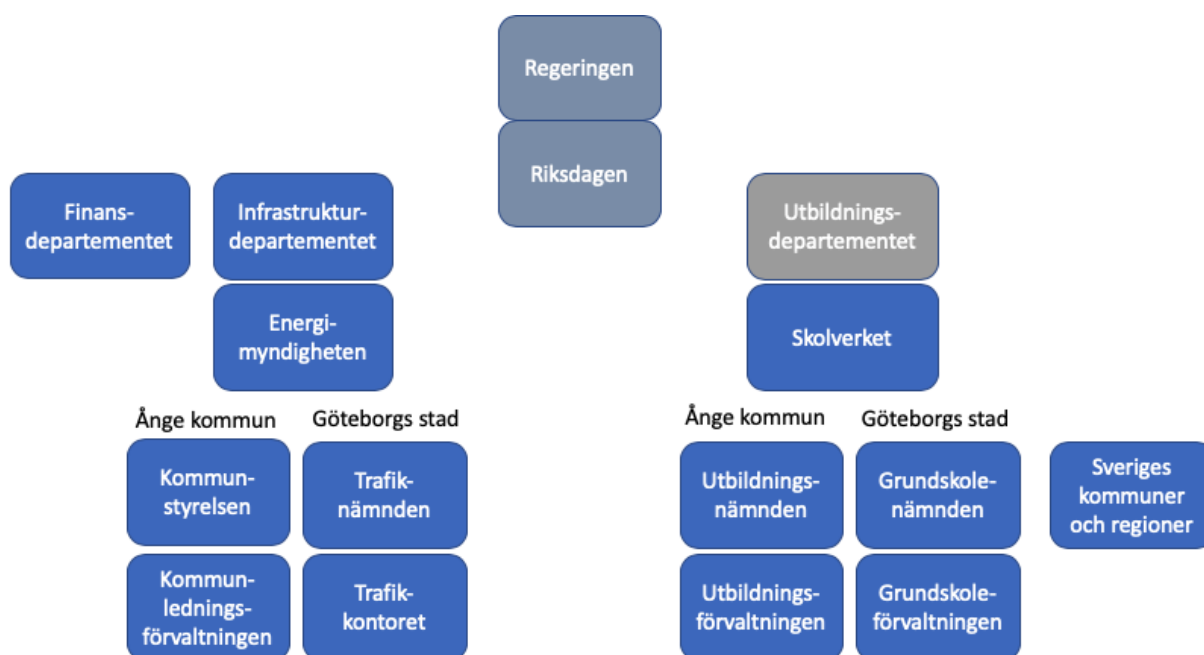 Regeringen
Riksdagen
Finans-
departementet
Infrastruktur-
departementet
Utbildnings-
departementet
Energi-
myndigheten
Skolverket
Ånge kommun
Göteborgs stad
Ånge kommun
Göteborgs stad
Kommun-
styrelsen
Trafik-
nämnden
Utbildnings-
nämnden
Grundskole-
nämnden
Sveriges
kommuner
och regioner
Kommun-
lednings-
förvaltningen
Trafik-
kontoret
Utbildnings-
förvaltningen
Grundskole-
förvaltningen